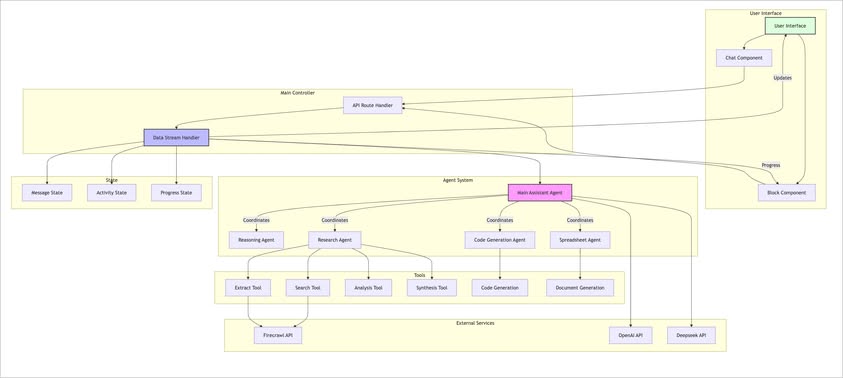 User Interface
User Interface
Chat Component
Updates
Main Controller
API Route Handler
Data Stream Handler
Progress
State
Message State
Activity State
Progress State
Block Component
Agent System
Main Assistant Agent
Coordinates
Coordinates
Coordinates
Coordinates
Reasoning Agent
Research Agent
Code Generation Agent
Spreadsheet Agent
Tools
Extract Tool
Search Tool
Analysis Tool
Synthesis Tool
Code Generation
Document Generation
External Services
Firecrawl API
OpenAI API
Deepseek API